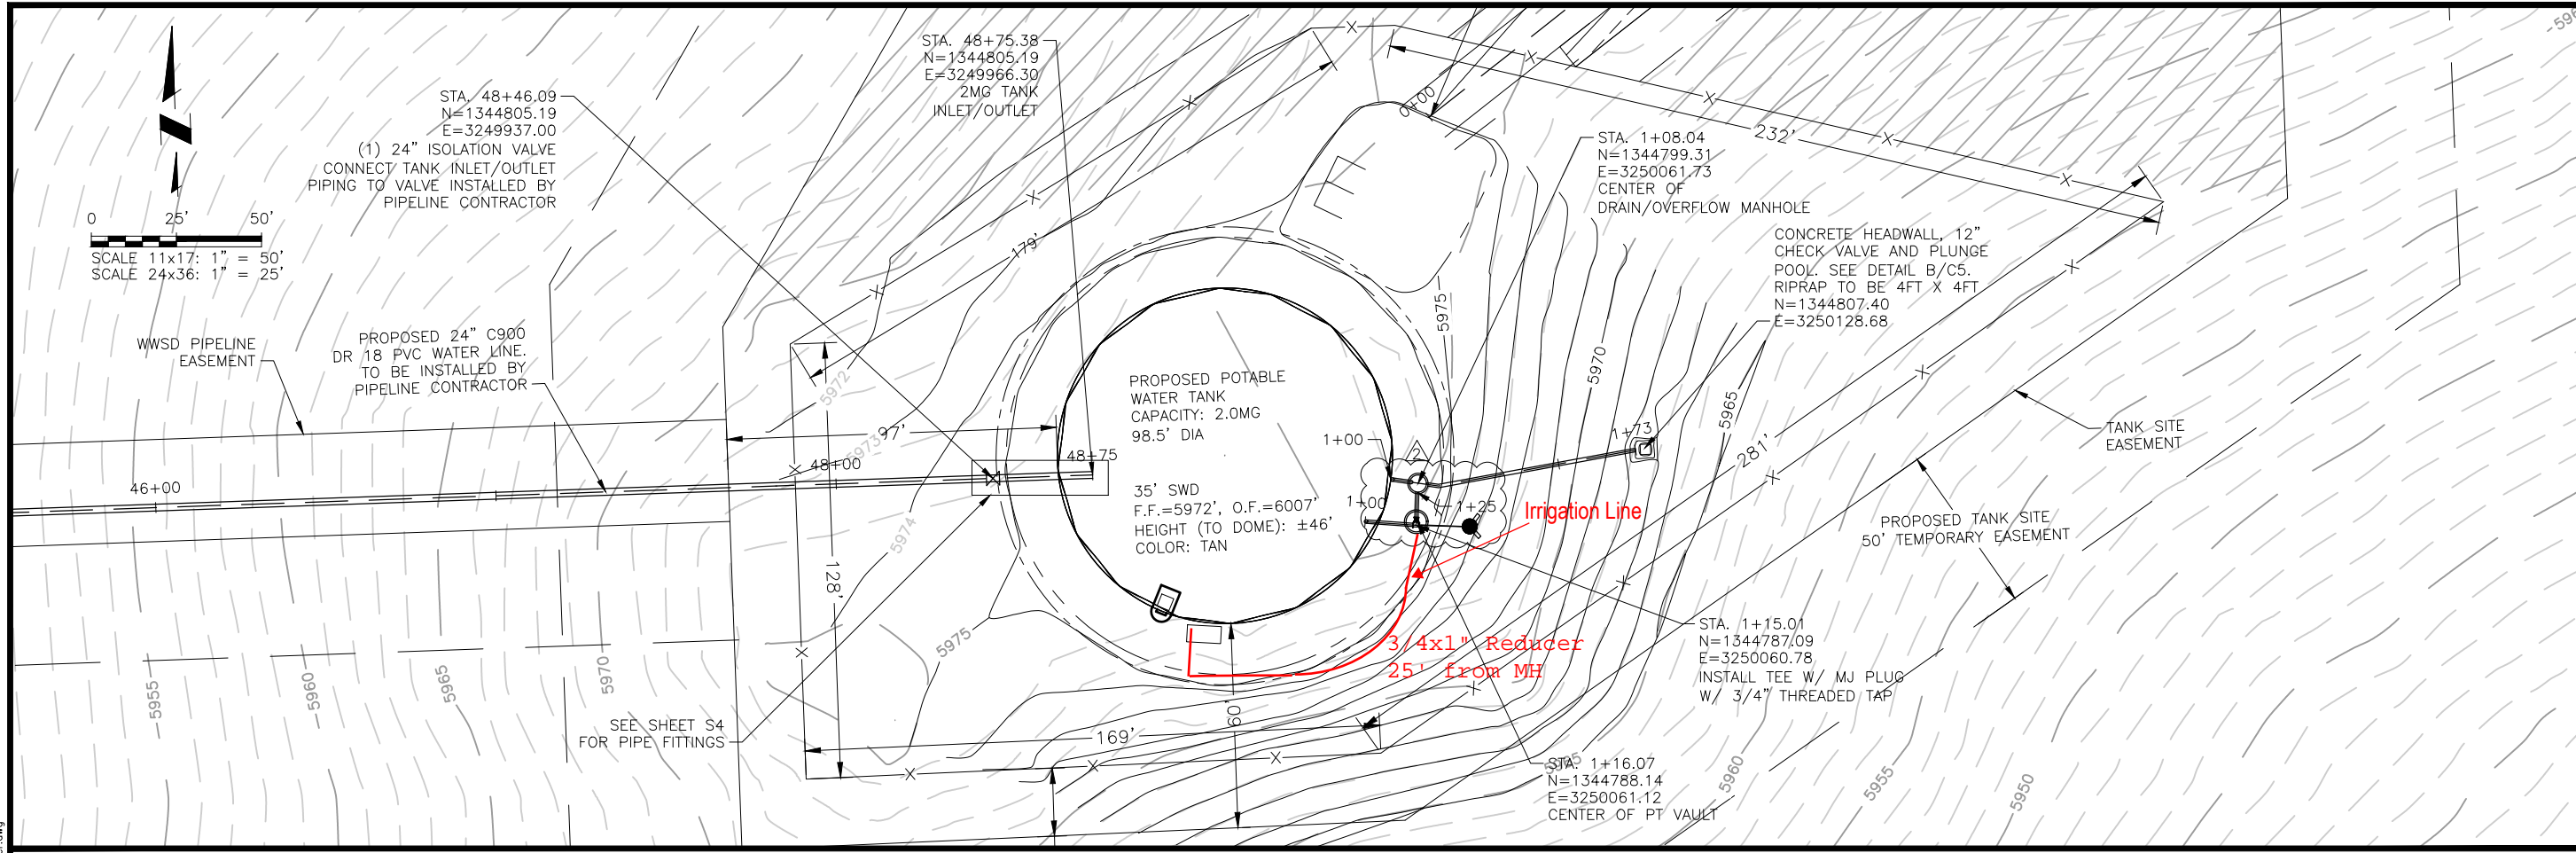 STA. 48+75.38
N=1344805.19
E=3249966.30
2MG TANK
INLET/OUTLET
STA. 48+46.09
N=1344805.19
E=3249937.00
(1) 24" ISOLATION VALVE
CONNECT TANK INLET/OUTLET
PIPING TO VALVE INSTALLED BY
PIPELINE CONTRACTOR
0 25' 50'
SCALE 11x17: 1" = 50'
SCALE 24x36: 1" = 25'
WWSD PIPELINE
EASEMENT
PROPOSED 24" C900
DR 18 PVC WATER LINE.
TO BE INSTALLED BY
PIPELINE CONTRACTOR
0+00
232'
179'
STA. 1+08.04
N=1344799.31
E=3250061.73
CENTER OF
DRAIN/OVERFLOW MANHOLE
CONCRETE HEADWALL, 12"
CHECK VALVE AND PLUNGE
POOL. SEE DETAIL B/C5.
RIPRAP TO BE 4FT X 4FT
N=1344807.40
E=3250128.68
5975
5970
5965
5972
5973
5974
97'
PROPOSED POTABLE
WATER TANK
CAPACITY: 2.0MG
98.5' DIA
35' SWD
F.F.=5972', O.F.=6007'
HEIGHT (TO DOME): ±46'
COLOR: TAN
46+00
48+00
48+75
1+00
2
1+73
1+00
1+25
Irrigation Line
281'
TANK SITE
EASEMENT
PROPOSED TANK SITE
50' TEMPORARY EASEMENT
128'
3/4x1" Reducer
25' from MH
STA. 1+15.01
N=1344787.09
E=3250060.78
INSTALL TEE W/ MJ PLUG
W/ 3/4" THREADED TAP
5975
5955
5960
5965
5970
SEE SHEET S4
FOR PIPE FITTINGS
169'
60'
STA. 1+16.07
N=1344788.14
E=3250061.12
CENTER OF PT VAULT
5960
5955
5950